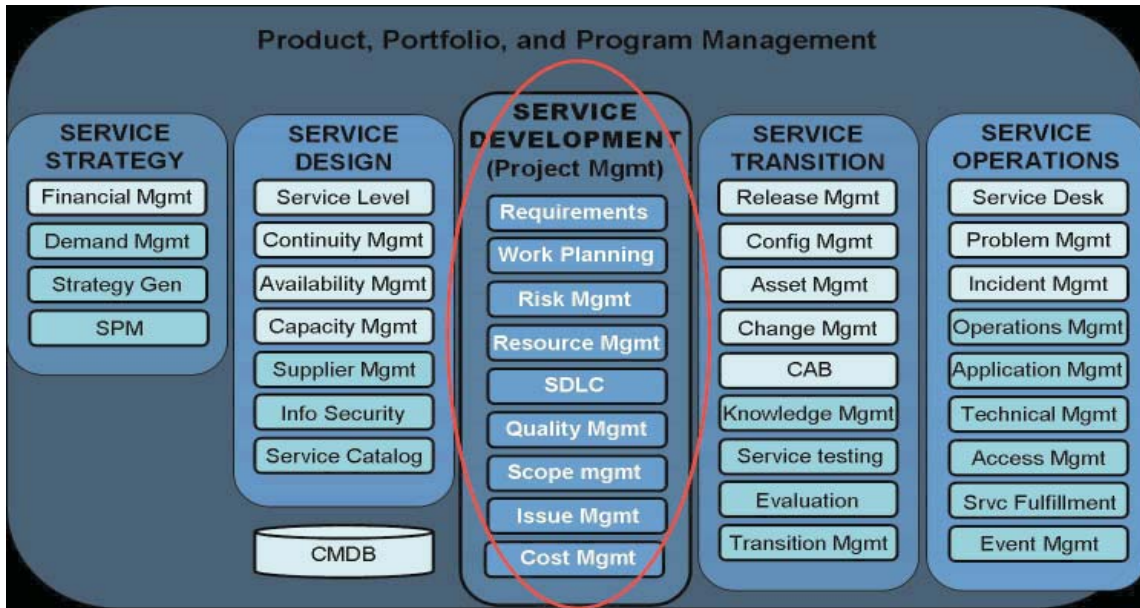 Product, Portfolio, and Program Management
SERVICE
STRATEGY
Financial Mgmt
Demand Mgmt
Strategy Gen
SPM
SERVICE
DESIGN
Service Level
Continuity Mgmt
Availability Mgmt
Capacity Mgmt
Supplier Mgmt
Info Security
Service Catalog
CMDB
SERVICE
DEVELOPMENT
(Project Mgmt)
Requirements
Work Planning
Risk Mgmt
Resource Mgmt
SDLC
Quality Mgmt
Scope mgmt
Issue Mgmt
Cost Mgmt
SERVICE
TRANSITION
Release Mgmt
Config Mgmt
Asset Mgmt
Change Mgmt
CAB
Knowledge Mgmt
Service testing
Evaluation
Transition Mgmt
SERVICE
OPERATIONS
Service Desk
Problem Mgmt
Incident Mgmt
Operations Mgmt
Application Mgmt
Technical Mgmt
Access Mgmt
Srvc Fulfillment
Event Mgmt